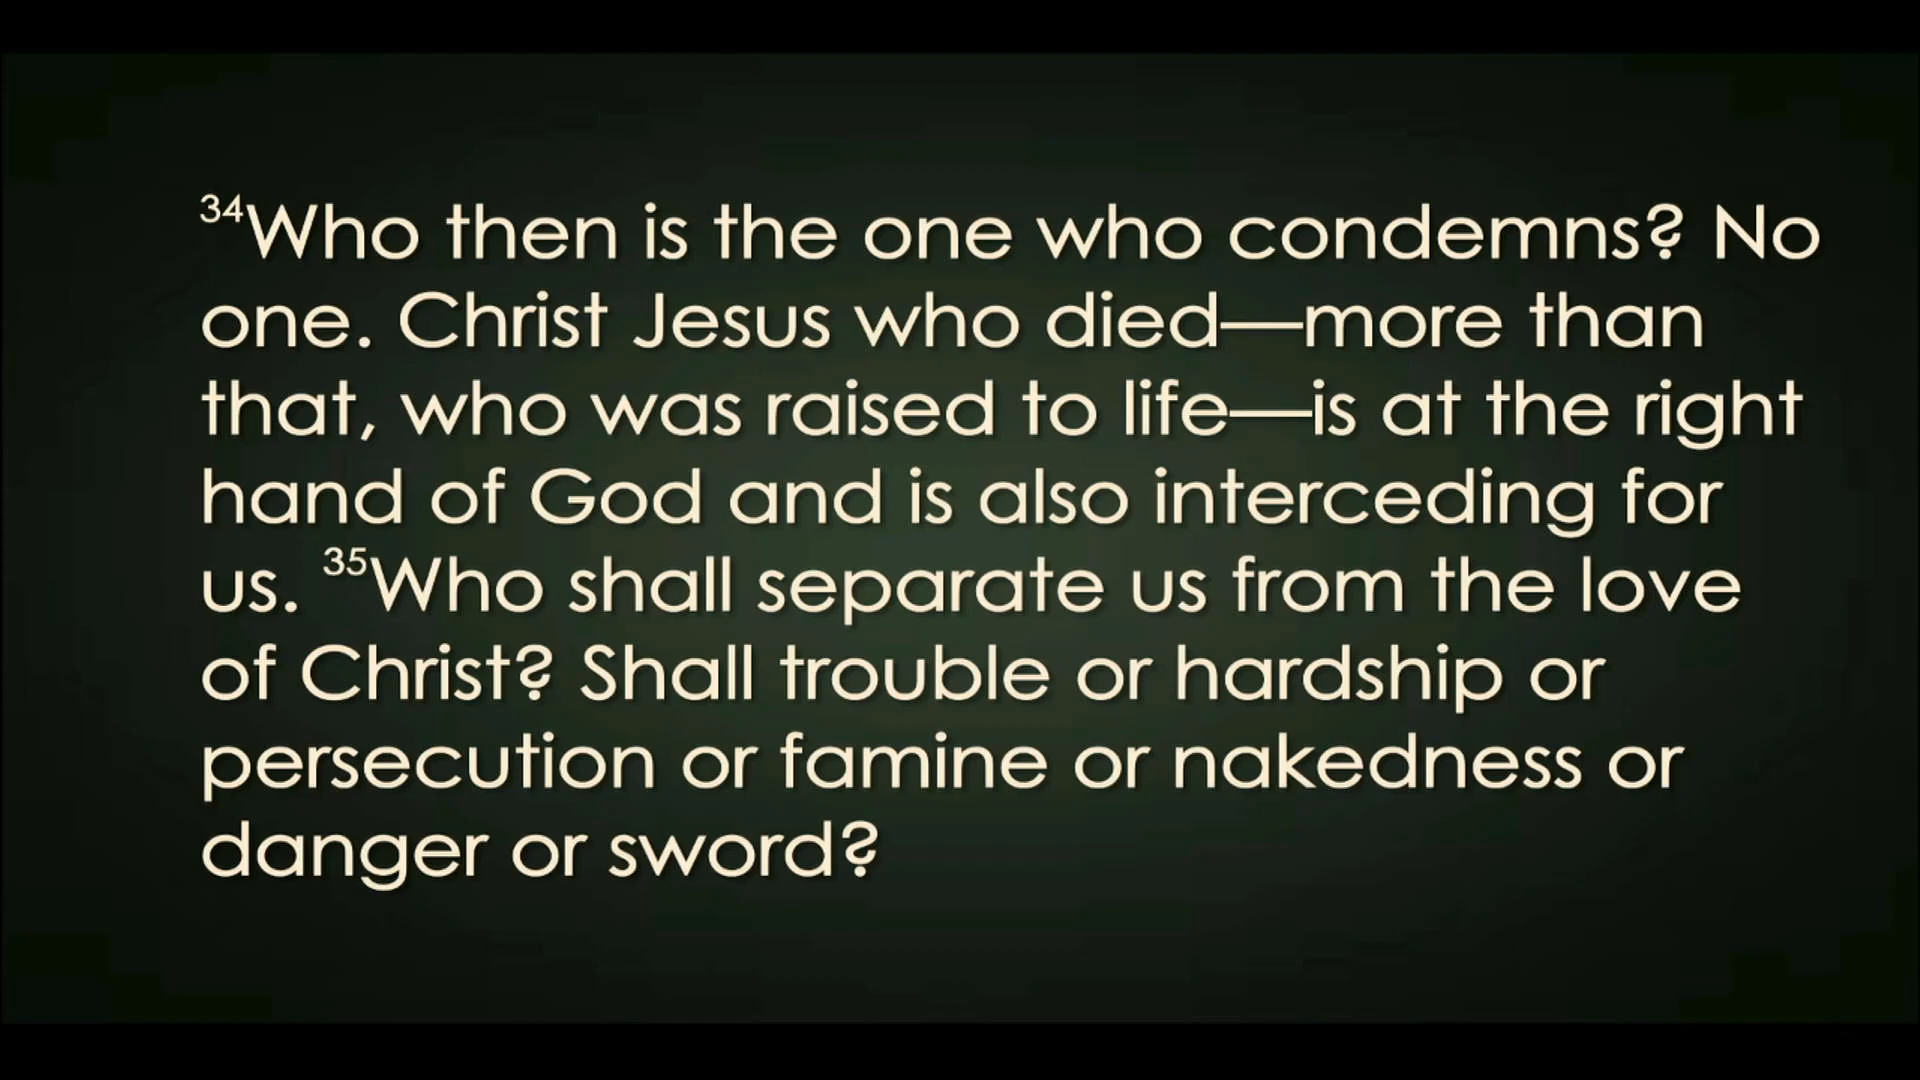 ³⁴Who then is the one who condemns? No
one. Christ Jesus who died—more than
that, who was raised to life—is at the right
hand of God and is also interceding for
us. ³⁵Who shall separate us from the love
of Christ? Shall trouble or hardship or
persecution or famine or nakedness or
danger or sword?